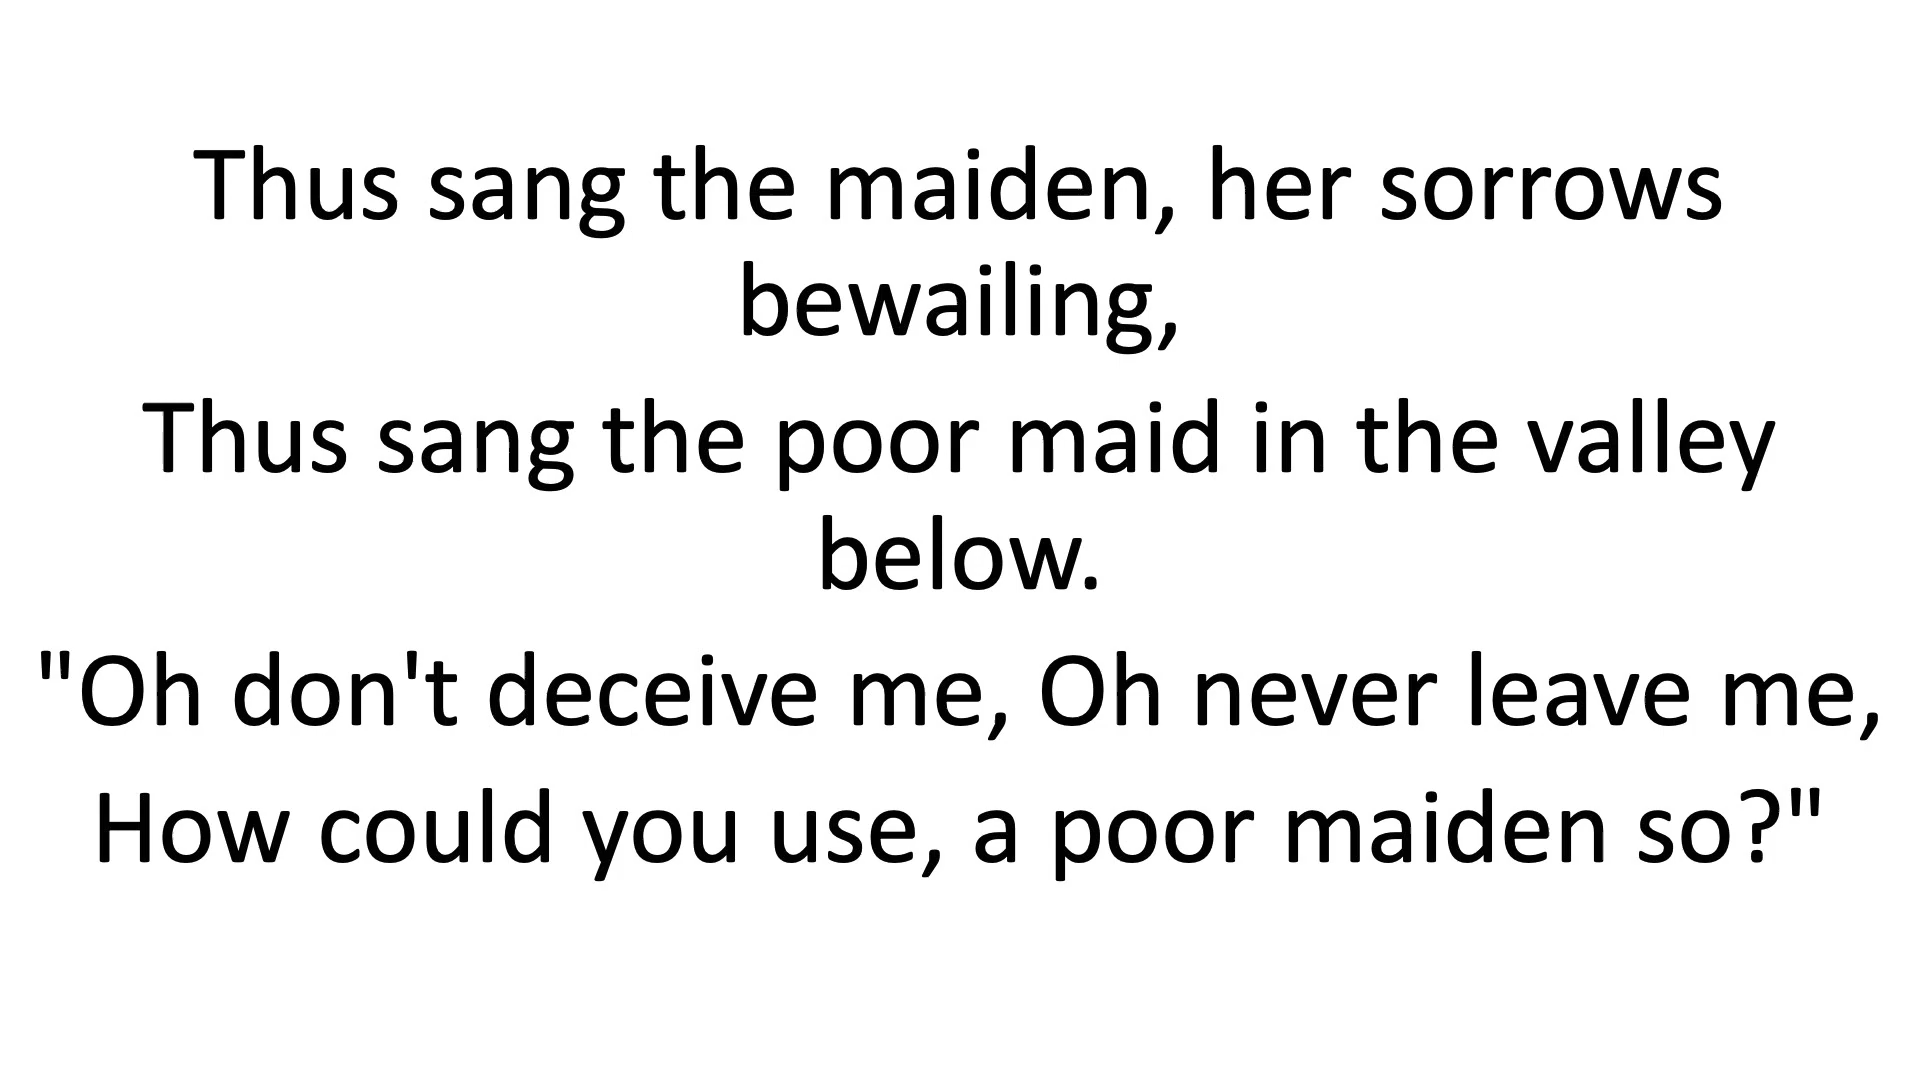 Thus sang the maiden, her sorrows
bewailing,
Thus sang the poor maid in the valley
below.
"Oh don't deceive me, Oh never leave me,
How could you use, a poor maiden so?"